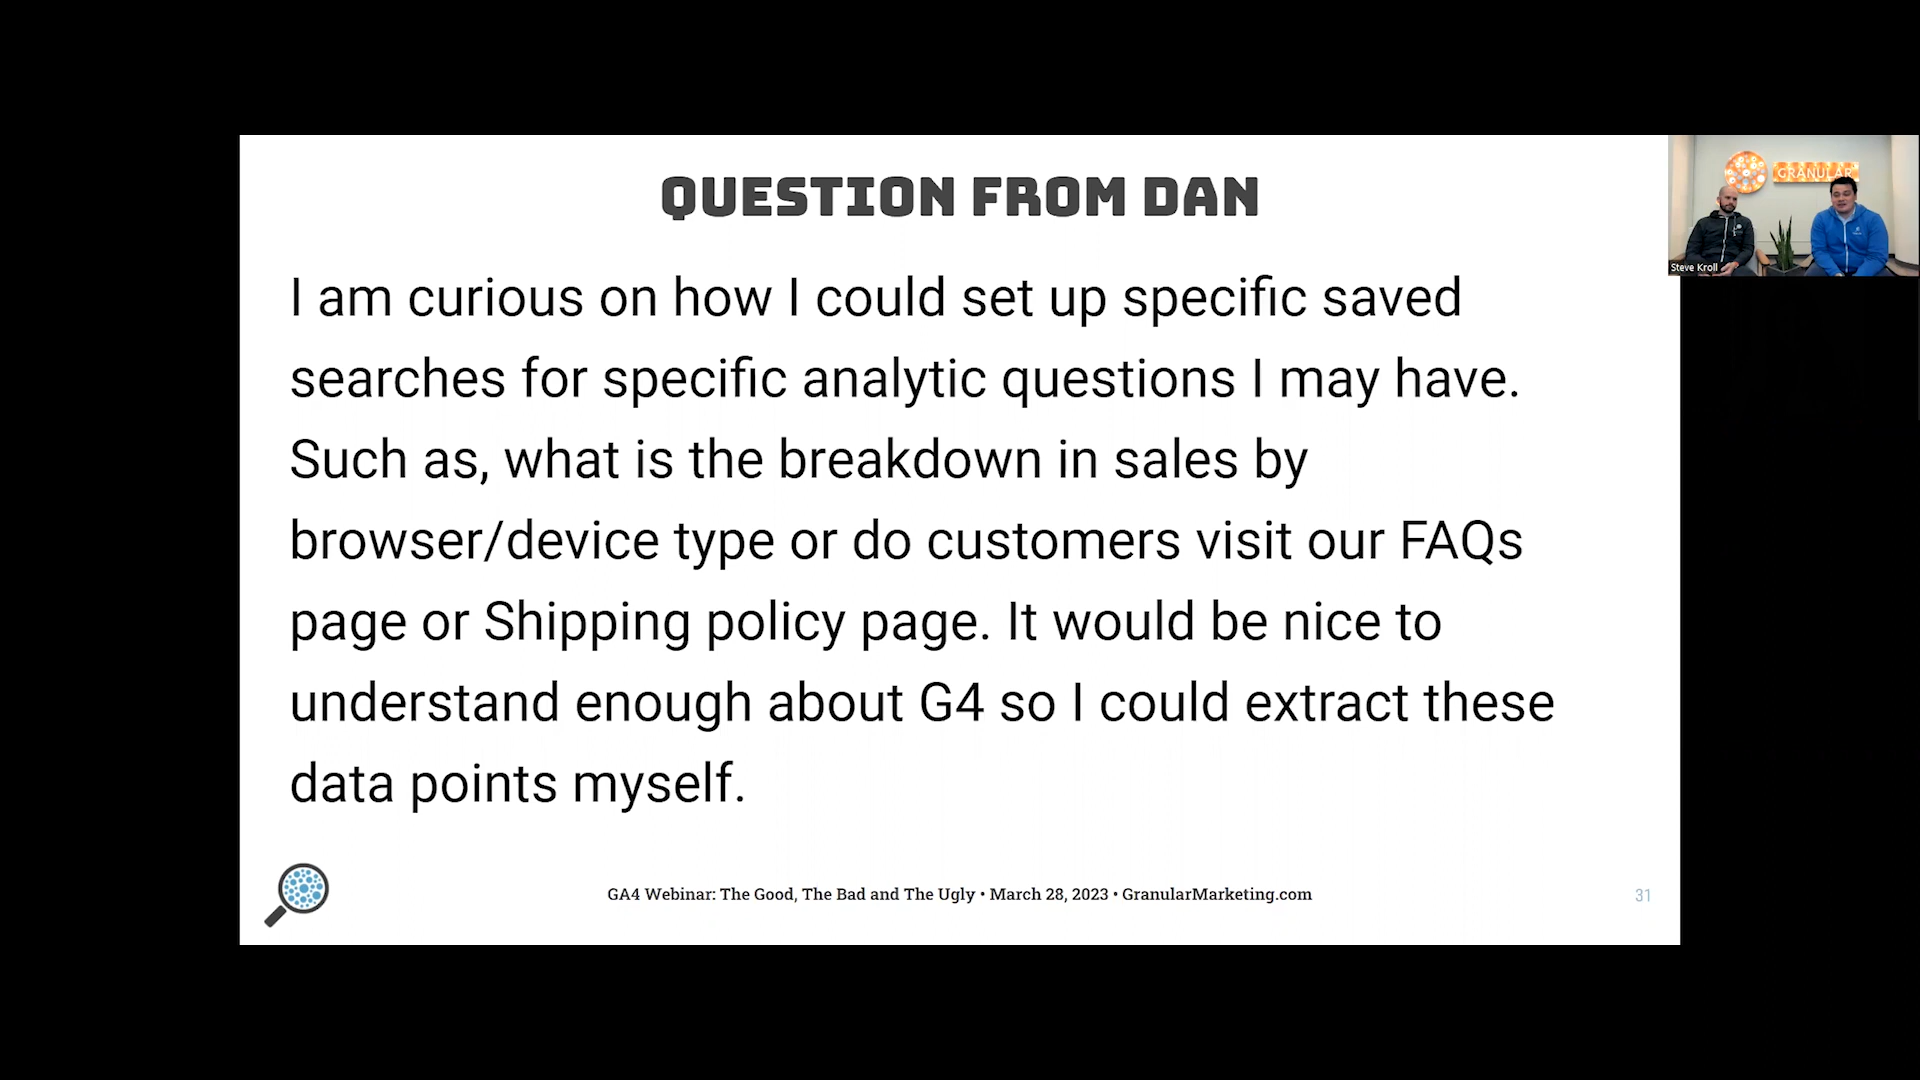 QUESTION FROM DAN
GRANULAR
Steve Kroll
I am curious on how I could set up specific saved
searches for specific analytic questions I may have.
Such as, what is the breakdown in sales by
browser/device type or do customers visit our FAQs
page or Shipping policy page. It would be nice to
understand enough about G4 so I could extract these
data points myself.
GA4 Webinar: The Good, The Bad and The Ugly • March 28, 2023 • GranularMarketing.com
31